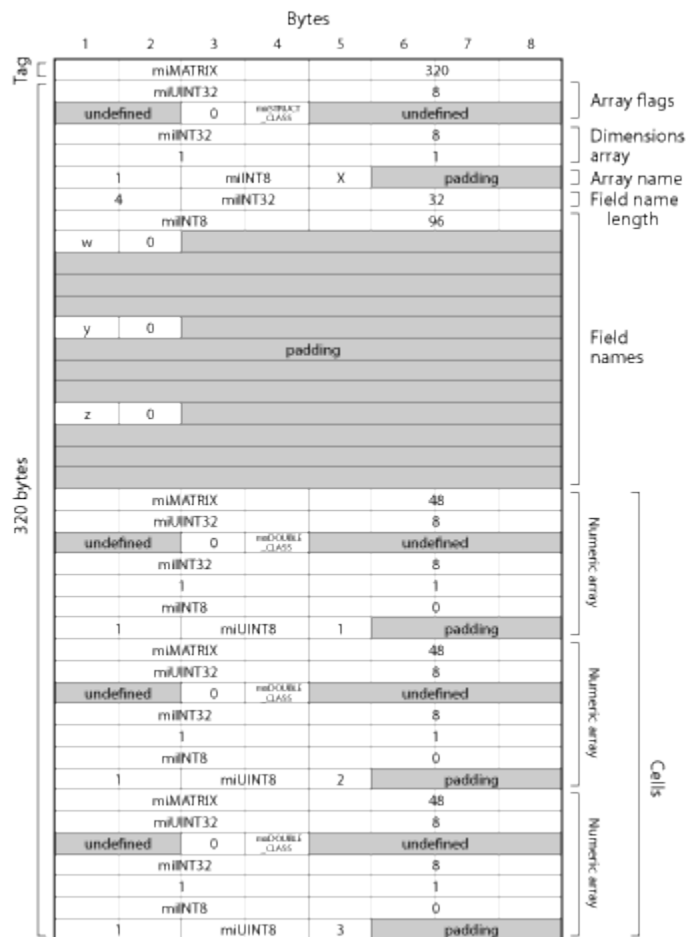 Bytes
1 2 3 4 5 6 7 8
Tag
miMATRIX 320
miUINT32 8
Array flags
undefined 0 mxSTRUCT_CLASS undefined
miINT32 8
Dimensions array
1 1
1 miINT8 X padding
Array name
4 miINT32 32
Field name length
miINT8 96
w 0
y 0
padding
Field names
z 0
320 bytes
miMATRIX 48
miUINT32 8
undefined 0 mxDOUBLE_CLASS undefined
miINT32 8
1 1
miINT8 0
1 miUINT8 1 padding
Numeric array
miMATRIX 48
miUINT32 8
undefined 0 mxDOUBLE_CLASS undefined
miINT32 8
1 1
miINT8 0
1 miUINT8 2 padding
Numeric array
Cells
miMATRIX 48
miUINT32 8
undefined 0 mxDOUBLE_CLASS undefined
miINT32 8
1 1
miINT8 0
1 miUINT8 3 padding
Numeric array